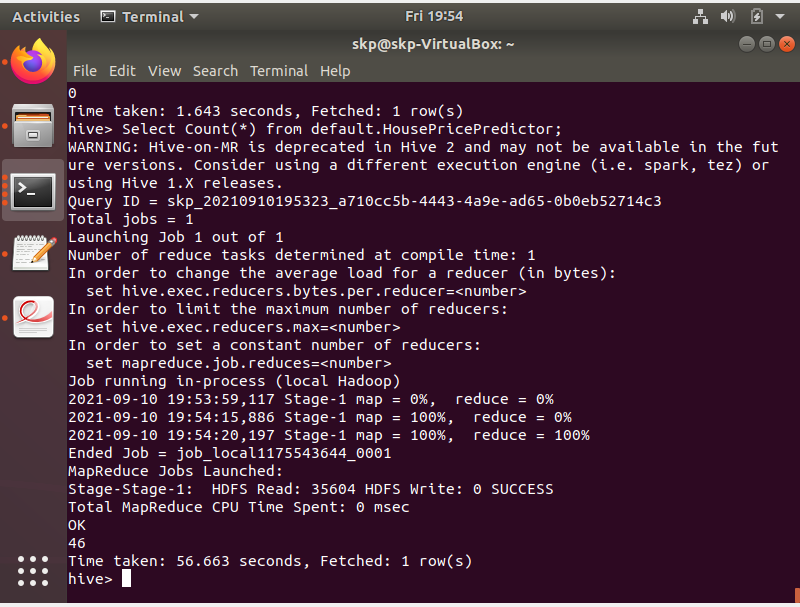 Activities Terminal Fri 19:54
skp@skp-VirtualBox: ~
File Edit View Search Terminal Help
0
Time taken: 1.643 seconds, Fetched: 1 row(s)
hive> Select Count(*) from default.HousePricePredictor;
WARNING: Hive-on-MR is deprecated in Hive 2 and may not be available in the fut
ure versions. Consider using a different execution engine (i.e. spark, tez) or
using Hive 1.X releases.
Query ID = skp_20210910195323_a710cc5b-4443-4a9e-ad65-0b0eb52714c3
Total jobs = 1
Launching Job 1 out of 1
Number of reduce tasks determined at compile time: 1
In order to change the average load for a reducer (in bytes):
  set hive.exec.reducers.bytes.per.reducer=<number>
In order to limit the maximum number of reducers:
  set hive.exec.reducers.max=<number>
In order to set a constant number of reducers:
  set mapreduce.job.reduces=<number>
Job running in-process (local Hadoop)
2021-09-10 19:53:59,117 Stage-1 map = 0%,  reduce = 0%
2021-09-10 19:54:15,886 Stage-1 map = 100%,  reduce = 0%
2021-09-10 19:54:20,197 Stage-1 map = 100%,  reduce = 100%
Ended Job = job_local1175543644_0001
MapReduce Jobs Launched:
Stage-Stage-1:  HDFS Read: 35604 HDFS Write: 0 SUCCESS
Total MapReduce CPU Time Spent: 0 msec
OK
46
Time taken: 56.663 seconds, Fetched: 1 row(s)
hive>